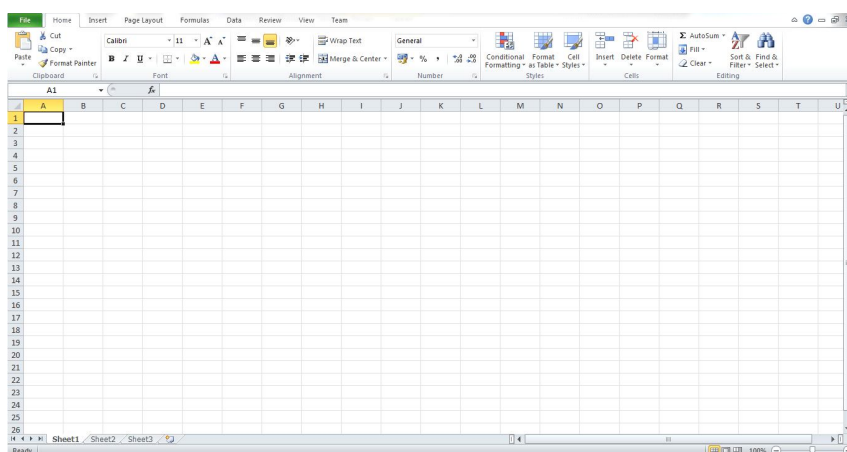 File Home Insert Page Layout Formulas Data Review View Team
Cut
Copy
Format Painter
Paste
Clipboard
Calibri 11 A A
B I U A
Font
Wrap Text
Merge & Center
Alignment
General
% ,
Number
Conditional Formatting
Format as Table
Cell Styles
Styles
Insert Delete Format
Cells
Σ AutoSum
Fill
Clear
Sort & Filter
Find & Select
Editing
A1 fx
A B C D E F G H I J K L M N O P Q R S T U
1
2
3
4
5
6
7
8
9
10
11
12
13
14
15
16
17
18
19
20
21
22
23
24
25
26
Sheet1 Sheet2 Sheet3
Ready 100%